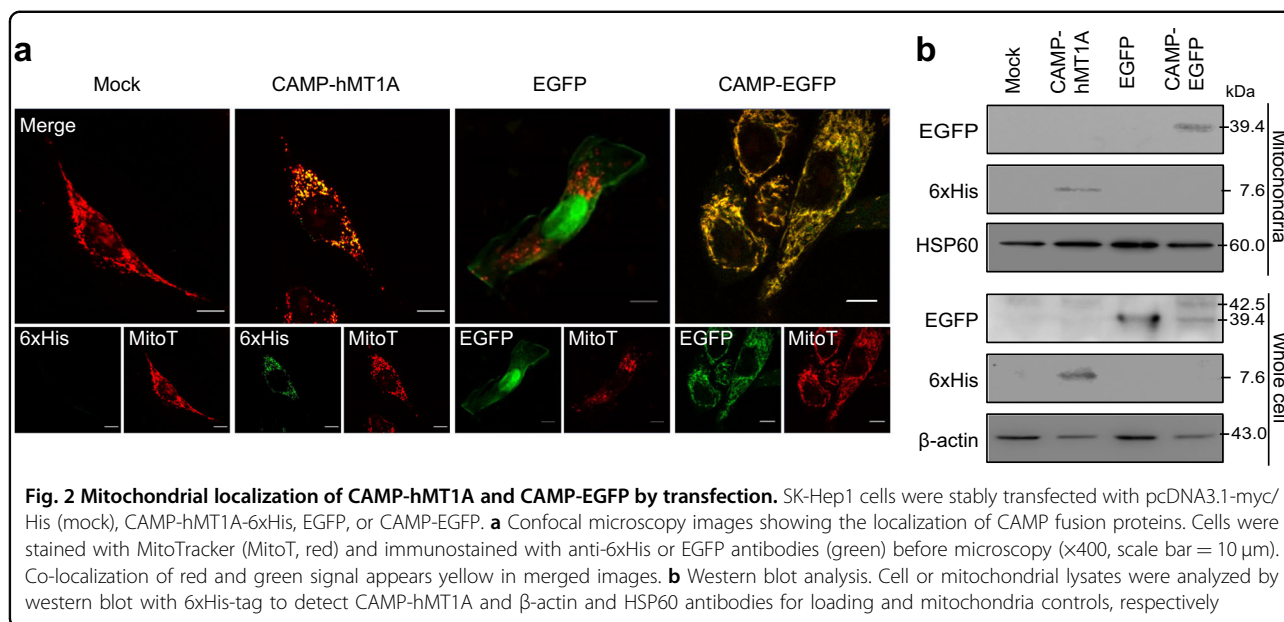 a
Mock CAMP-hMT1A EGFP CAMP-EGFP
Merge
6xHis MitoT 6xHis MitoT EGFP MitoT EGFP MitoT
b
Mock
CAMP-
hMT1A
EGFP
CAMP-
EGFP
kDa
EGFP 39.4
6xHis 7.6
HSP60 60.0
Mitochondria
EGFP 42.5
39.4
6xHis 7.6
β-actin 43.0
Whole cell
Fig. 2 Mitochondrial localization of CAMP-hMT1A and CAMP-EGFP by transfection. SK-Hep1 cells were stably transfected with pcDNA3.1-myc/
His (mock), CAMP-hMT1A-6xHis, EGFP, or CAMP-EGFP. a Confocal microscopy images showing the localization of CAMP fusion proteins. Cells were
stained with MitoTracker (MitoT, red) and immunostained with anti-6xHis or EGFP antibodies (green) before microscopy (×400, scale bar = 10 μm).
Co-localization of red and green signal appears yellow in merged images. b Western blot analysis. Cell or mitochondrial lysates were analyzed by
western blot with 6xHis-tag to detect CAMP-hMT1A and β-actin and HSP60 antibodies for loading and mitochondria controls, respectively